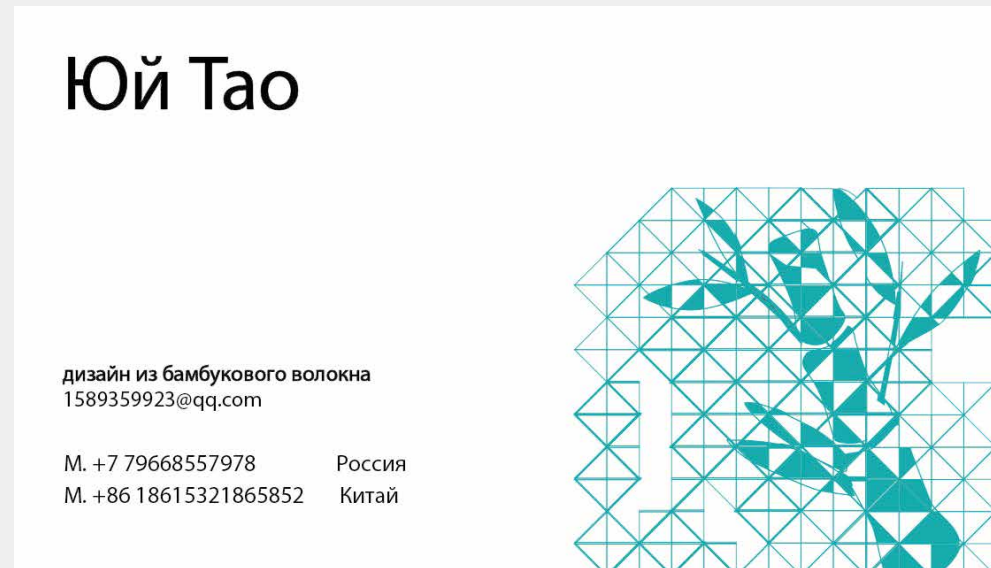 Юй Тао
дизайн из бамбукового волокна
1589359923@qq.com
М. +7 79668557978 Россия
М. +86 18615321865852 Китай